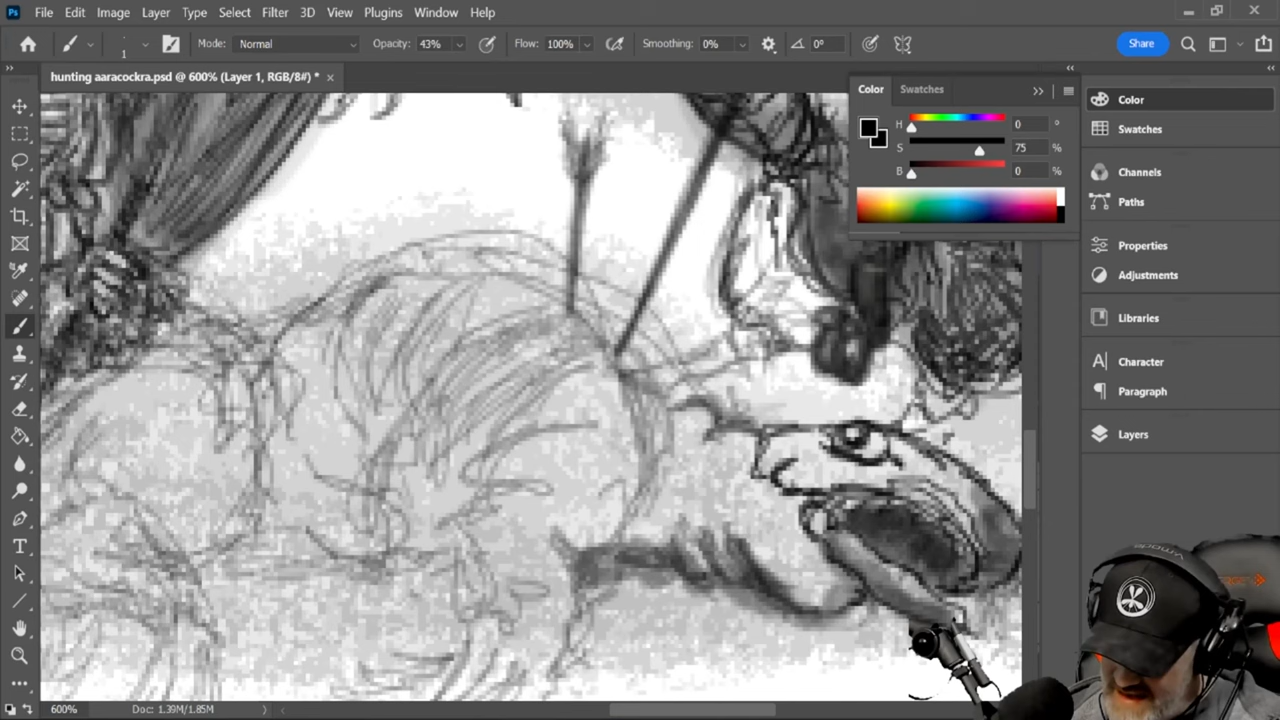 Ps File Edit Image Layer Type Select Filter 3D View Plugins Window Help
1 Mode: Normal Opacity: 43% Flow: 100% Smoothing: 0% 0° Share
hunting aaracockra.psd @ 600% (Layer 1, RGB/8#) * ×
Color Swatches
H 0 °
S 75 %
B 0 %
Color
Swatches
Channels
Paths
Properties
Adjustments
Libraries
Character
Paragraph
Layers
600% Doc: 1.39M/1.85M